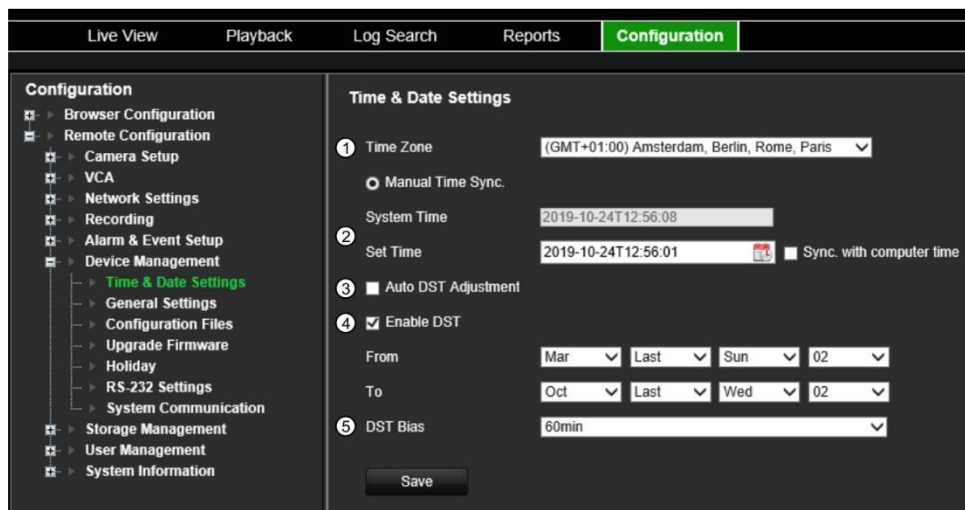 Live View Playback Log Search Reports Configuration
Configuration
Browser Configuration
Remote Configuration
Camera Setup
VCA
Network Settings
Recording
Alarm & Event Setup
Device Management
Time & Date Settings
General Settings
Configuration Files
Upgrade Firmware
Holiday
RS-232 Settings
System Communication
Storage Management
User Management
System Information
Time & Date Settings
1 Time Zone (GMT+01:00) Amsterdam, Berlin, Rome, Paris
Manual Time Sync.
System Time 2019-10-24T12:56:08
2
Set Time 2019-10-24T12:56:01 Sync. with computer time
3 Auto DST Adjustment
4 Enable DST
From Mar Last Sun 02
To Oct Last Wed 02
5 DST Bias 60min
Save